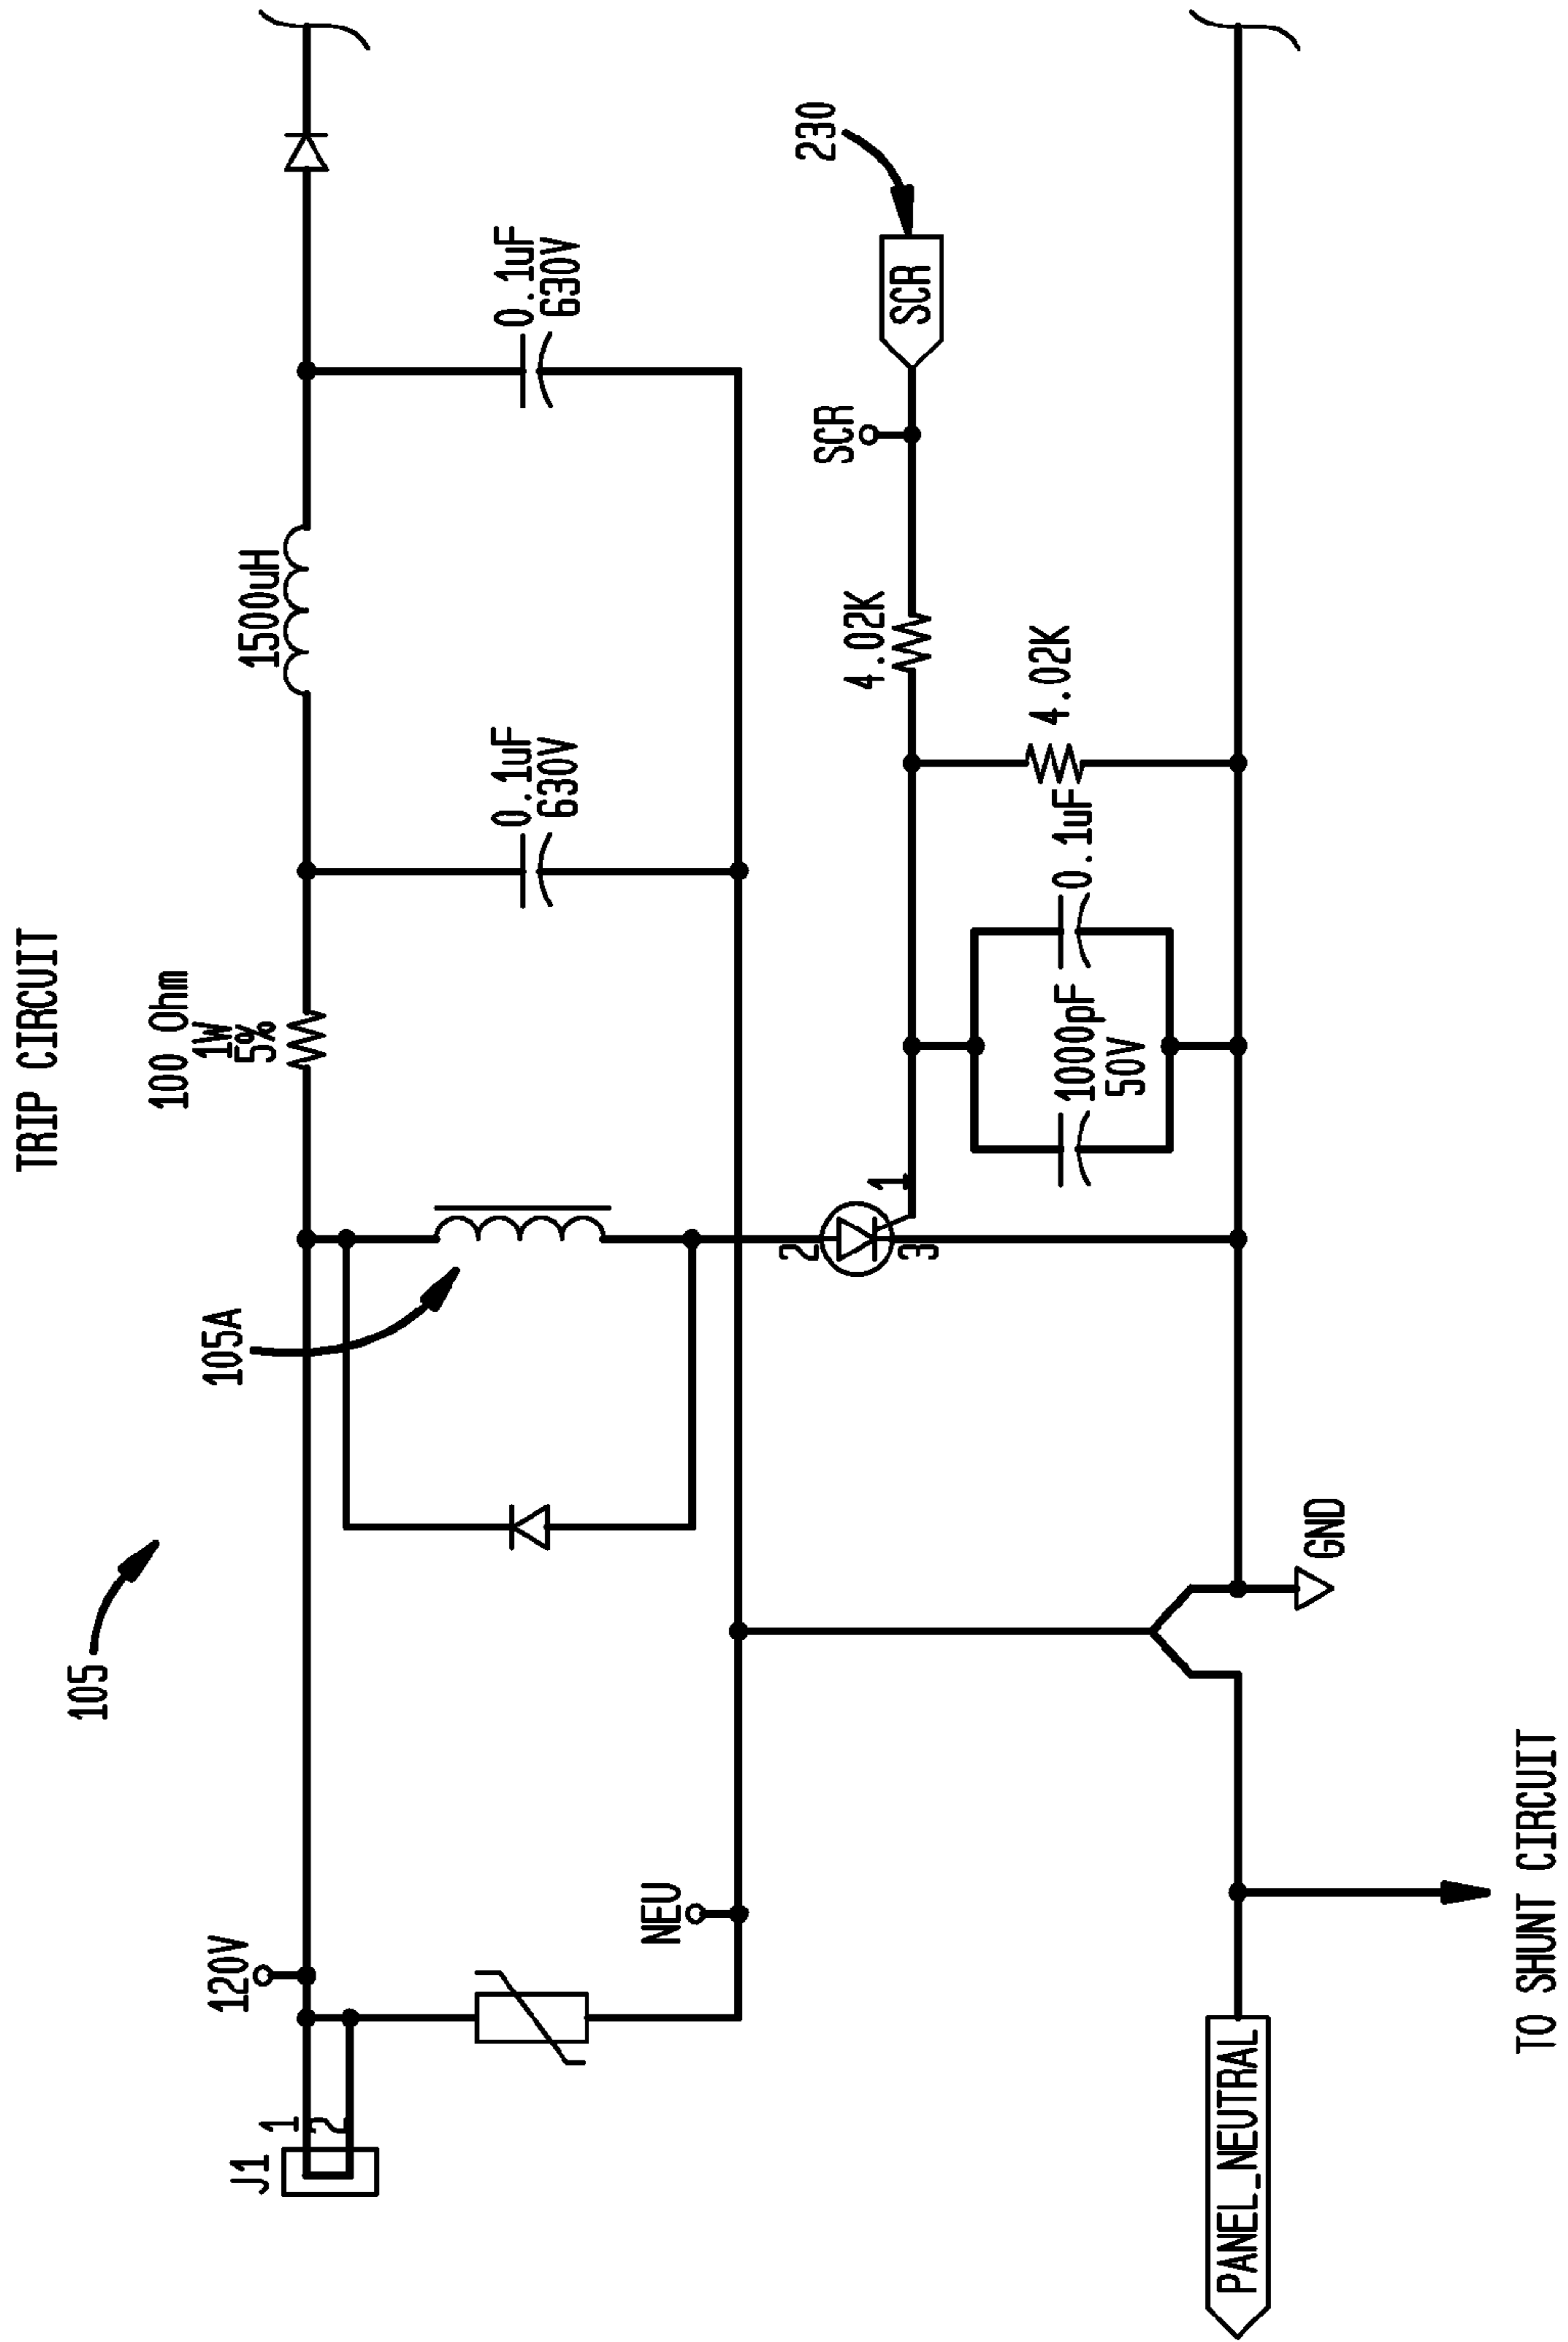 TRIP CIRCUIT
105
100 Ohm
1W
5%
1500uH
120V
J1
1
2
105A
0.1uF
630V
0.1uF
630V
NEU
2
3
1
4.02K
SCR
SCR
230
1000pF
50V
0.1uF
4.02K
PANEL_NEUTRAL
GND
TO SHUNT CIRCUIT